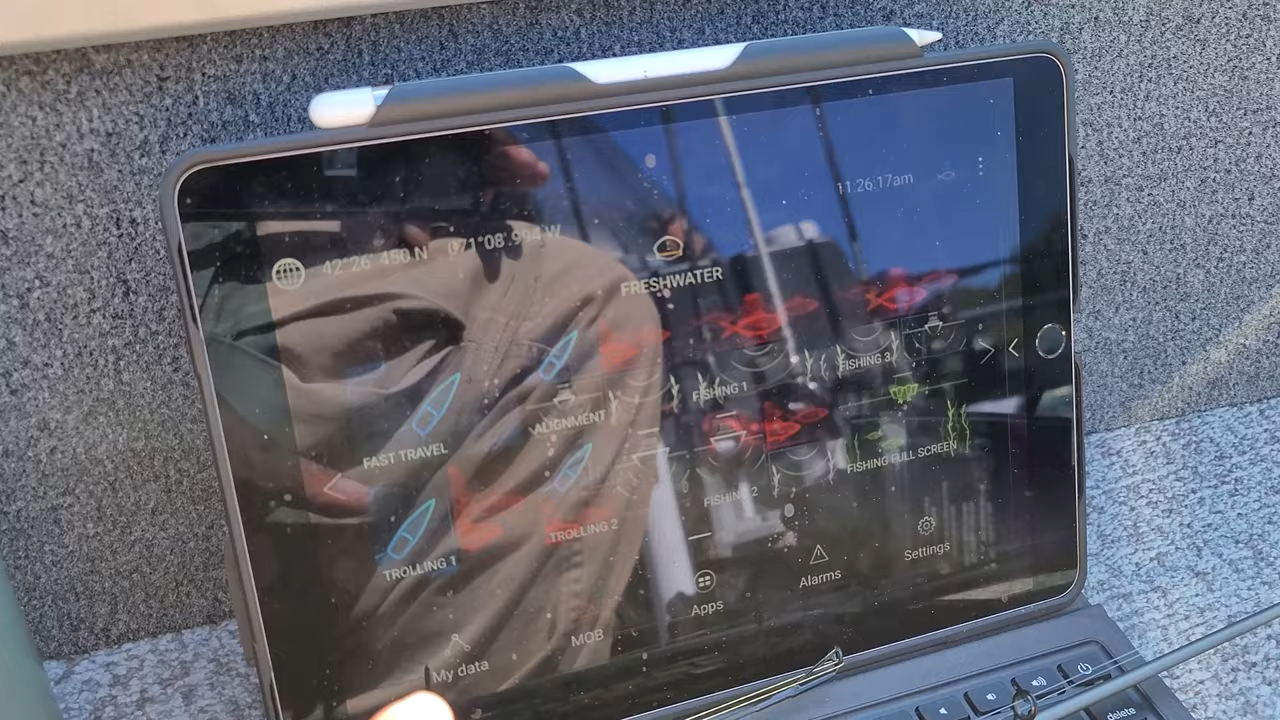 11:26:17am
42°26'.450 N 071°08'.994 W
FRESHWATER
FAST TRAVEL
ALIGNMENT
FISHING 1
FISHING 3
TROLLING 1
TROLLING 2
FISHING 2
FISHING FULL SCREEN
My data
MOB
Apps
Alarms
Settings
delete